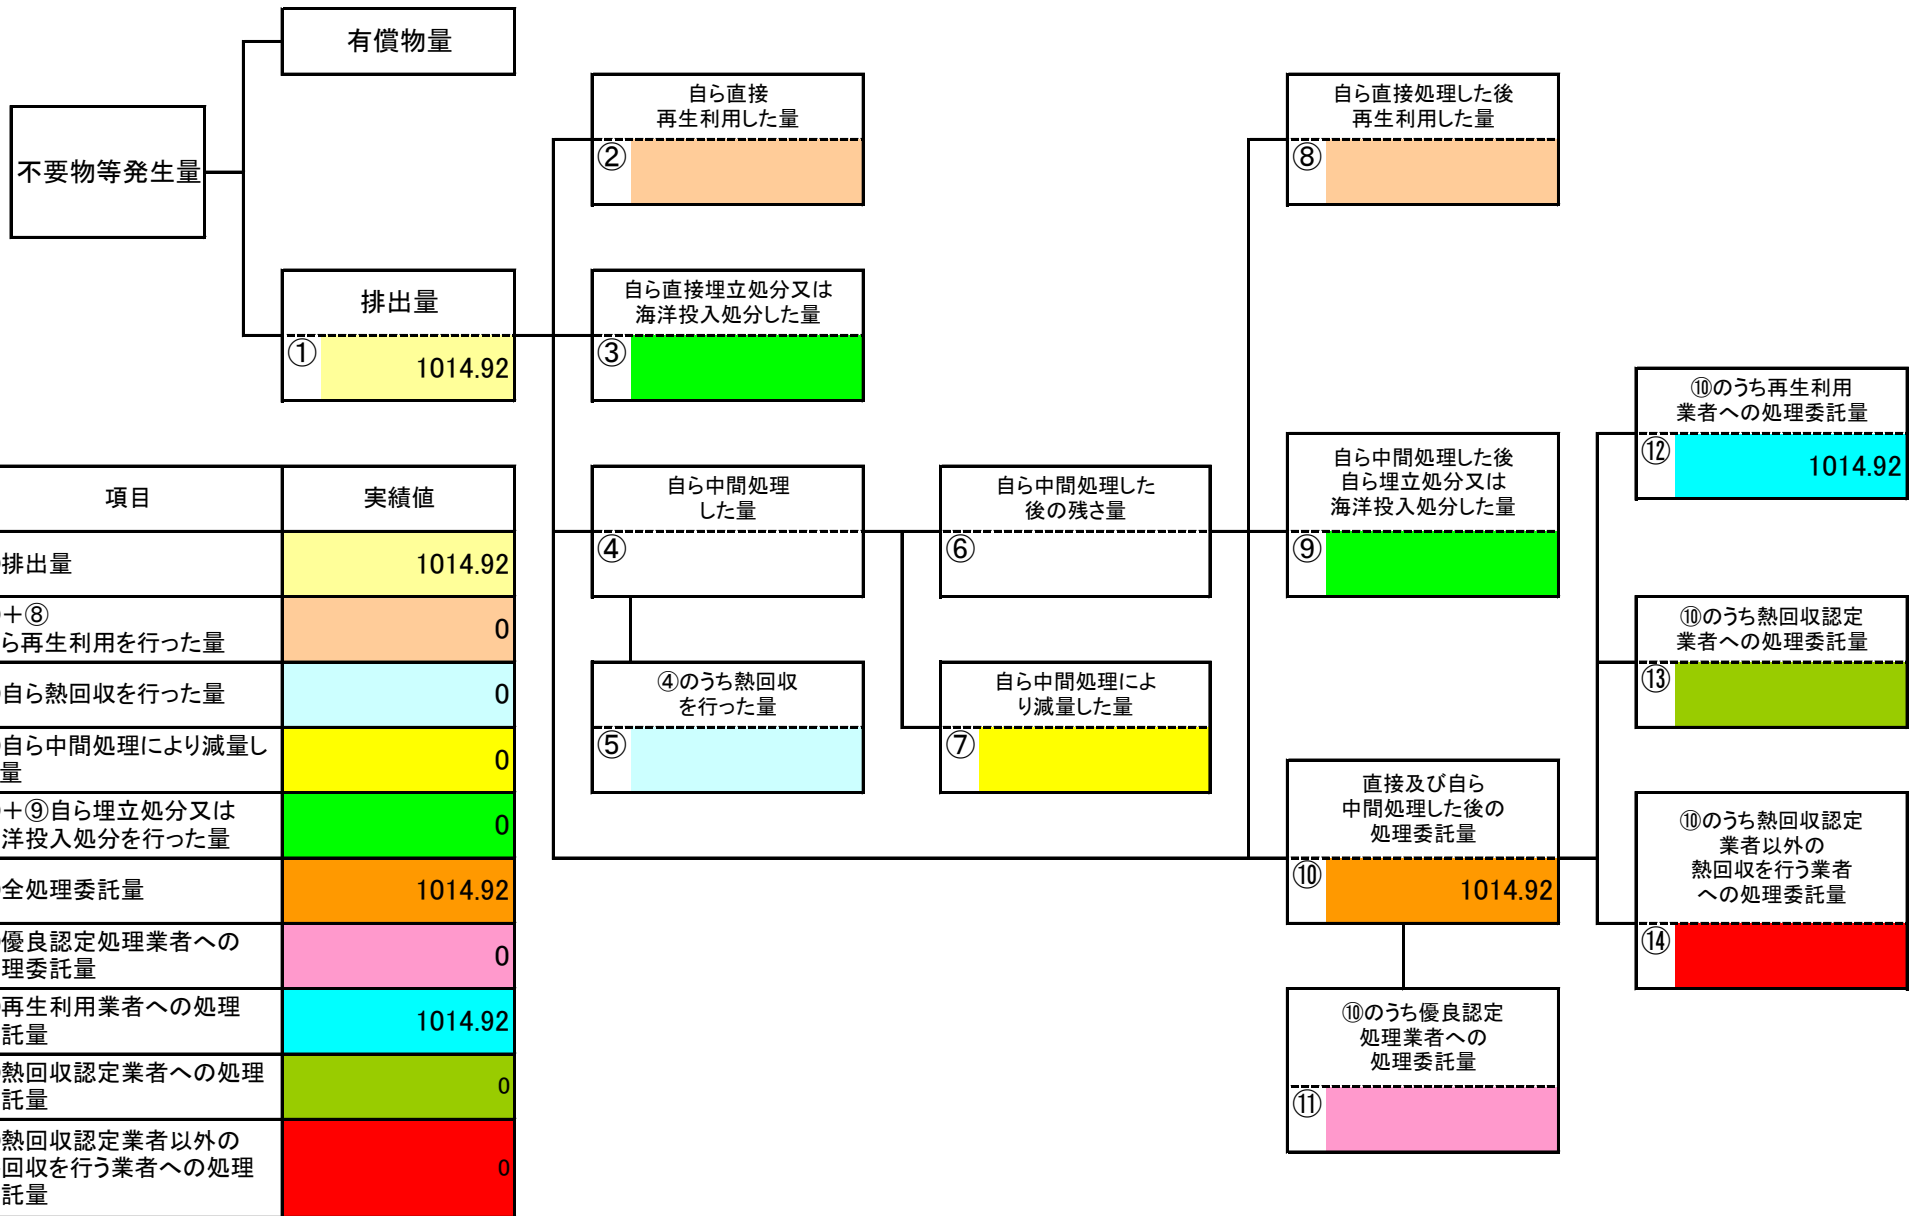 有償物量
不要物等発生量
排出量
①
1014.92
自ら直接
再生利用した量
②
自ら直接埋立処分又は
海洋投入処分した量
③
自ら中間処理
した量
④
④のうち熱回収
を行った量
⑤
自ら中間処理した
後の残さ量
⑥
自ら中間処理によ
り減量した量
⑦
自ら直接処理した後
再生利用した量
⑧
自ら中間処理した後
自ら埋立処分又は
海洋投入処分した量
⑨
直接及び自ら
中間処理した後の
処理委託量
⑩
1014.92
⑩のうち優良認定
処理業者への
処理委託量
⑪
⑩のうち再生利用
業者への処理委託量
⑫
1014.92
⑩のうち熱回収認定
業者への処理委託量
⑬
⑩のうち熱回収認定
業者以外の
熱回収を行う業者
への処理委託量
⑭
項目
実績値
排出量
1014.92
+⑧
ら再生利用を行った量
0
自ら熱回収を行った量
0
自ら中間処理により減量し
量
0
+⑨自ら埋立処分又は
洋投入処分を行った量
0
全処理委託量
1014.92
優良認定処理業者への
理委託量
0
再生利用業者への処理
託量
1014.92
熱回収認定業者への処理
託量
0
熱回収認定業者以外の
回収を行う業者への処理
託量
0